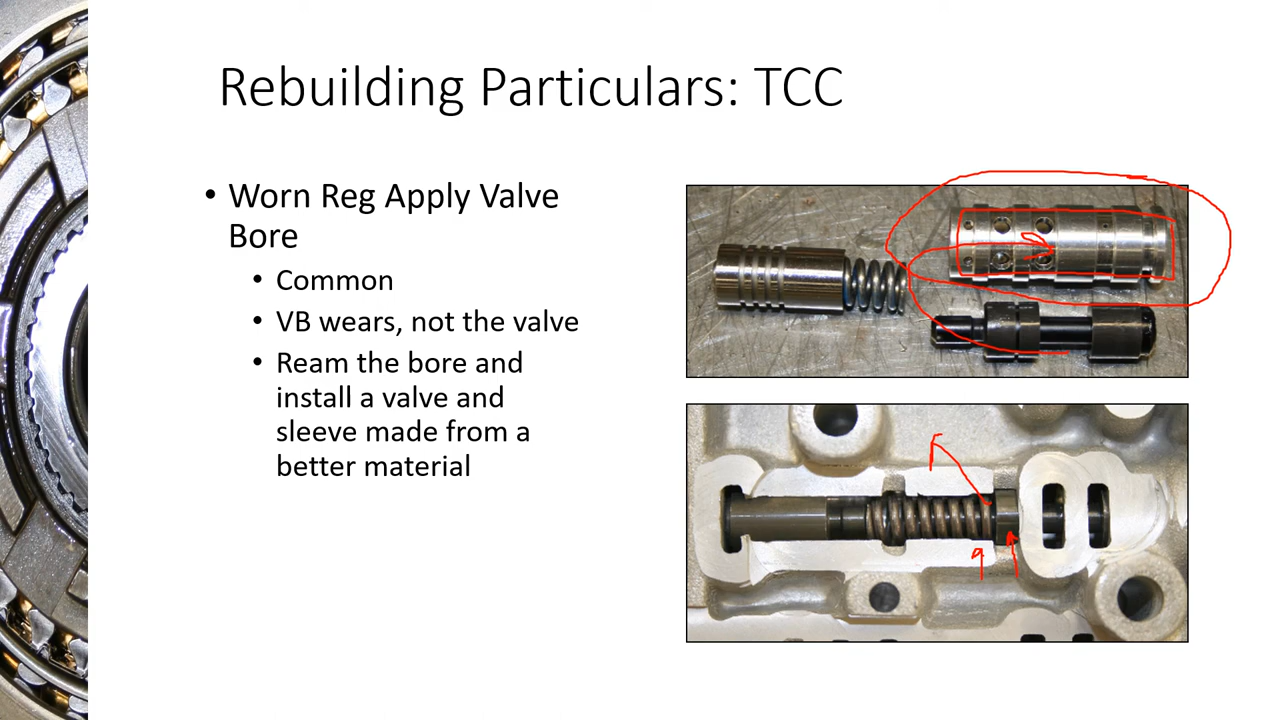 Rebuilding Particulars: TCC
• Worn Reg Apply Valve
Bore
• Common
• VB wears, not the valve
• Ream the bore and
install a valve and
sleeve made from a
better material